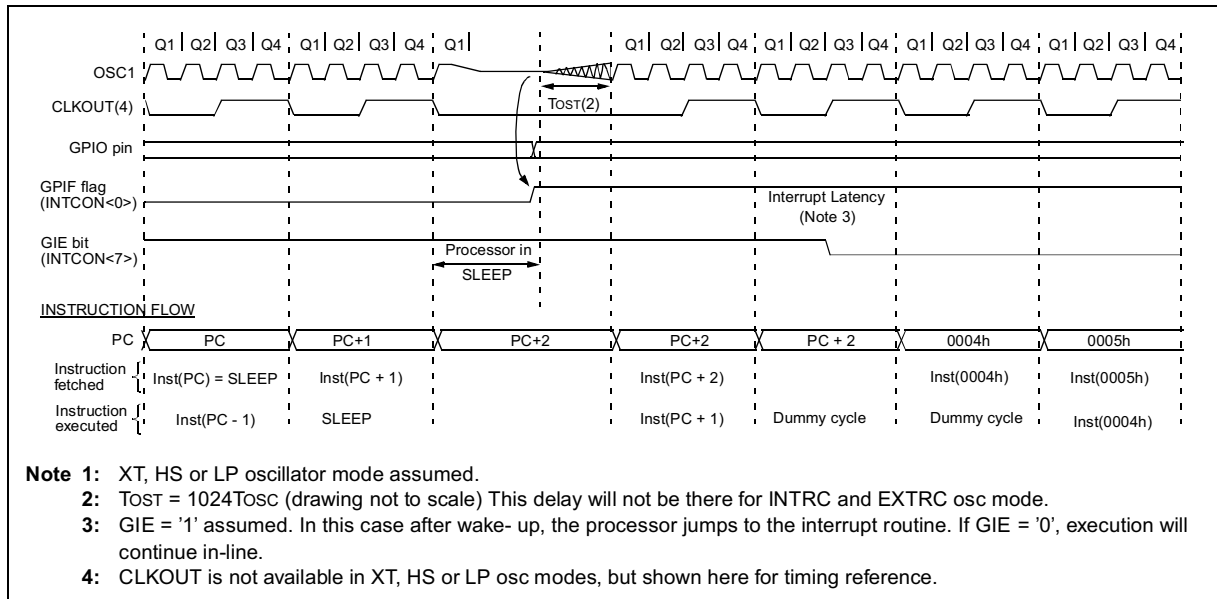 Q1 Q2 Q3 Q4 Q1 Q2 Q3 Q4 Q1 Q1 Q2 Q3 Q4 Q1 Q2 Q3 Q4 Q1 Q2 Q3 Q4 Q1 Q2 Q3 Q4
OSC1
TOST(2)
CLKOUT(4)
GPIO pin
GPIF flag
(INTCON<0>)
Interrupt Latency
(Note 3)
GIE bit
(INTCON<7>)
Processor in
SLEEP
INSTRUCTION FLOW
PC PC PC+1 PC+2 PC+2 PC + 2 0004h 0005h
Instruction
fetched
Inst(PC) = SLEEP Inst(PC + 1) Inst(PC + 2) Inst(0004h) Inst(0005h)
Instruction
executed
Inst(PC - 1) SLEEP Inst(PC + 1) Dummy cycle Dummy cycle Inst(0004h)
Note 1: XT, HS or LP oscillator mode assumed.
2: TOST = 1024TOSC (drawing not to scale) This delay will not be there for INTRC and EXTRC osc mode.
3: GIE = '1' assumed. In this case after wake- up, the processor jumps to the interrupt routine. If GIE = '0', execution will
continue in-line.
4: CLKOUT is not available in XT, HS or LP osc modes, but shown here for timing reference.